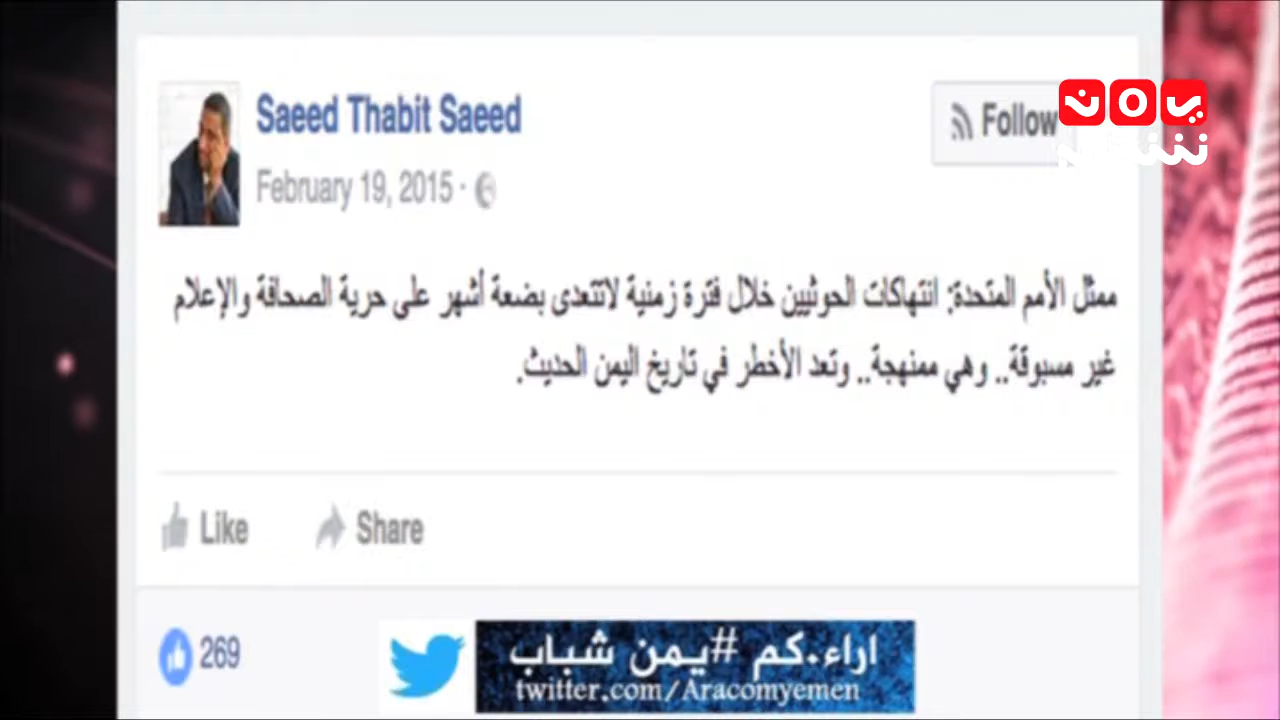 Saeed Thabit Saeed
Follow
يمن
شباب
February 19, 2015
ممثل الأمم المتحدة: انتهاكات الحوثيين خلال فترة زمنية لاتتعدى بضعة أشهر على حرية الصحافة والإعلام
غير مسبوقة.. وهي ممنهجة.. وتعد الأخطر في تاريخ اليمن الحديث.
Like
Share
269
اراء.كم #يمن شباب
twitter.com/Aracomyemen